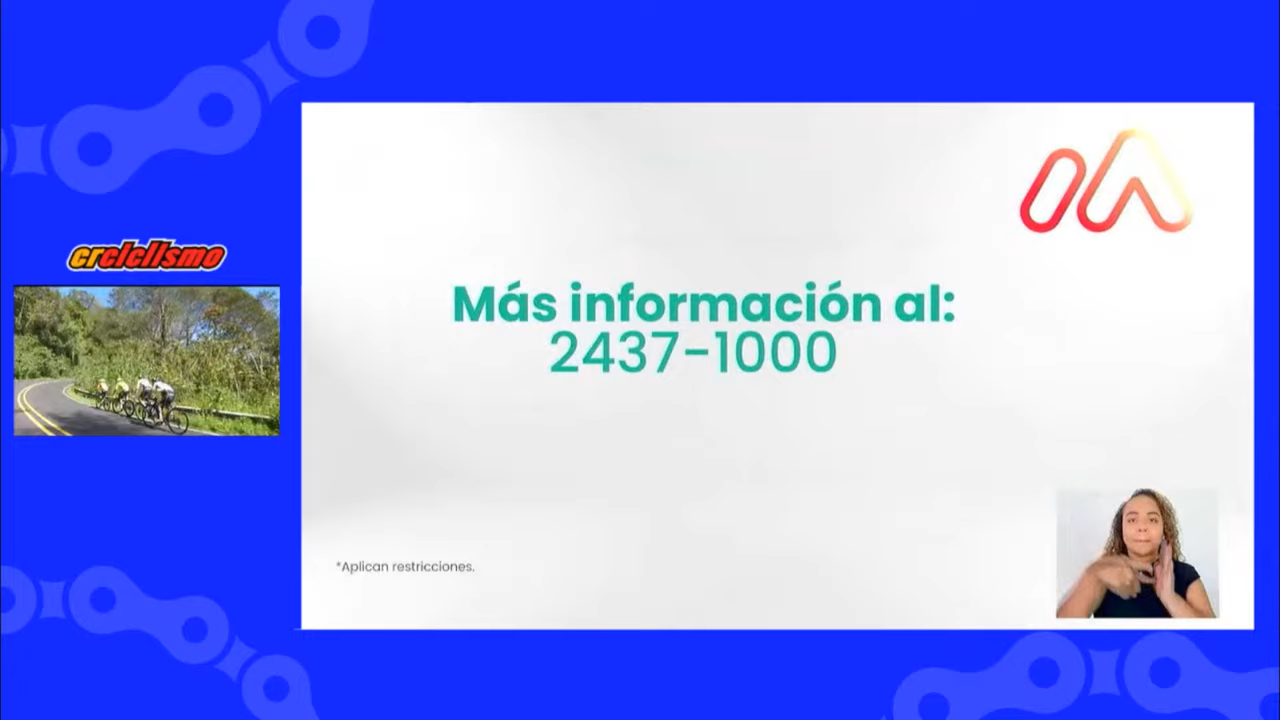 crciclismo
Más información al:
2437-1000
*Aplican restricciones.